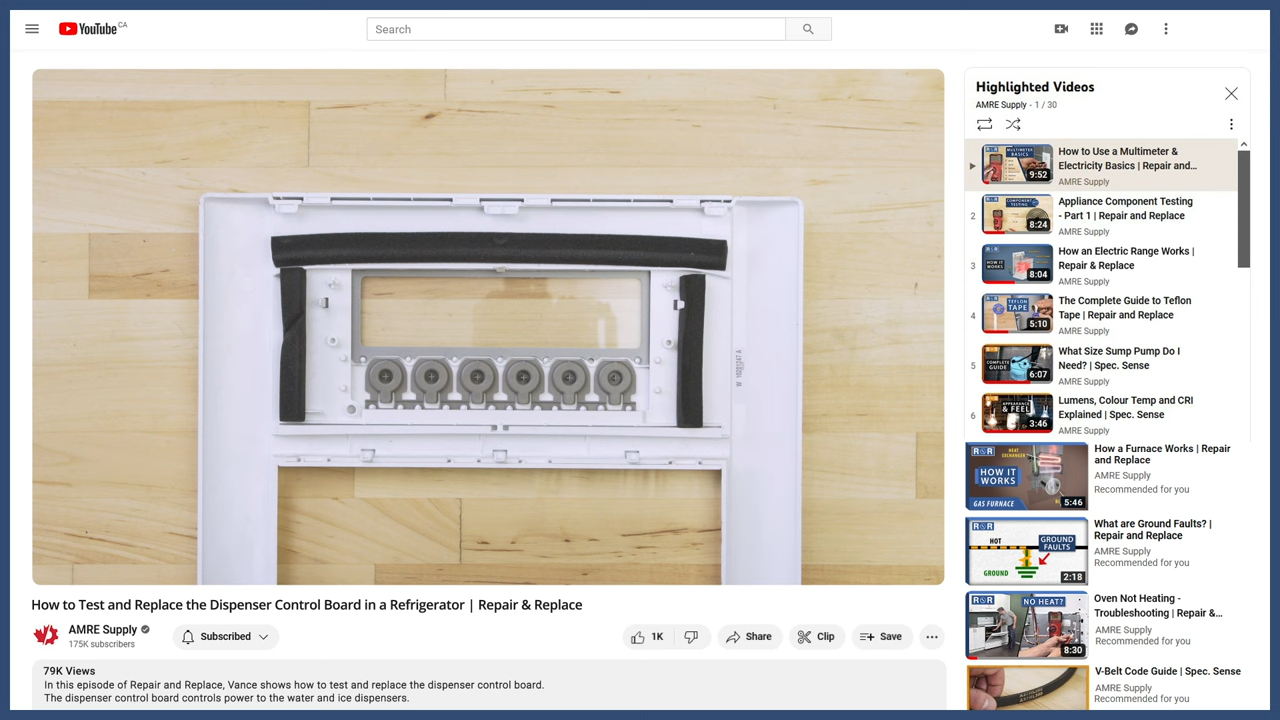 YouTube CA
Search
How to Test and Replace the Dispenser Control Board in a Refrigerator | Repair & Replace
AMRE Supply
175K subscribers
Subscribed
1K
Share
Clip
Save
79K Views
In this episode of Repair and Replace, Vance shows how to test and replace the dispenser control board.
The dispenser control board controls power to the water and ice dispensers.
Highlighted Videos
AMRE Supply - 1 / 30
R&R
MULTIMETER
BASICS
9:52
How to Use a Multimeter &
Electricity Basics | Repair and...
AMRE Supply
2
COMPONENT
TESTING
8:24
Appliance Component Testing
- Part 1 | Repair and Replace
AMRE Supply
3
HOW IT
WORKS
8:04
How an Electric Range Works |
Repair & Replace
AMRE Supply
4
TEFLON
TAPE
5:10
The Complete Guide to Teflon
Tape | Repair and Replace
AMRE Supply
5
COMPLETE
GUIDE
6:07
What Size Sump Pump Do I
Need? | Spec. Sense
AMRE Supply
6
APPEARANCE
& FEEL
3:46
Lumens, Colour Temp and CRI
Explained | Spec. Sense
AMRE Supply
R&R
HEAT
EXCHANGER
HOW IT
WORKS
GAS FURNACE
5:46
How a Furnace Works | Repair
and Replace
AMRE Supply
Recommended for you
R&R
HOT
GROUND
FAULTS
GROUND
2:18
What are Ground Faults? |
Repair and Replace
AMRE Supply
Recommended for you
R&R
NO HEAT?
8:30
Oven Not Heating -
Troubleshooting | Repair &...
AMRE Supply
Recommended for you
V-Belt Code Guide | Spec. Sense
AMRE Supply
Recommended for you